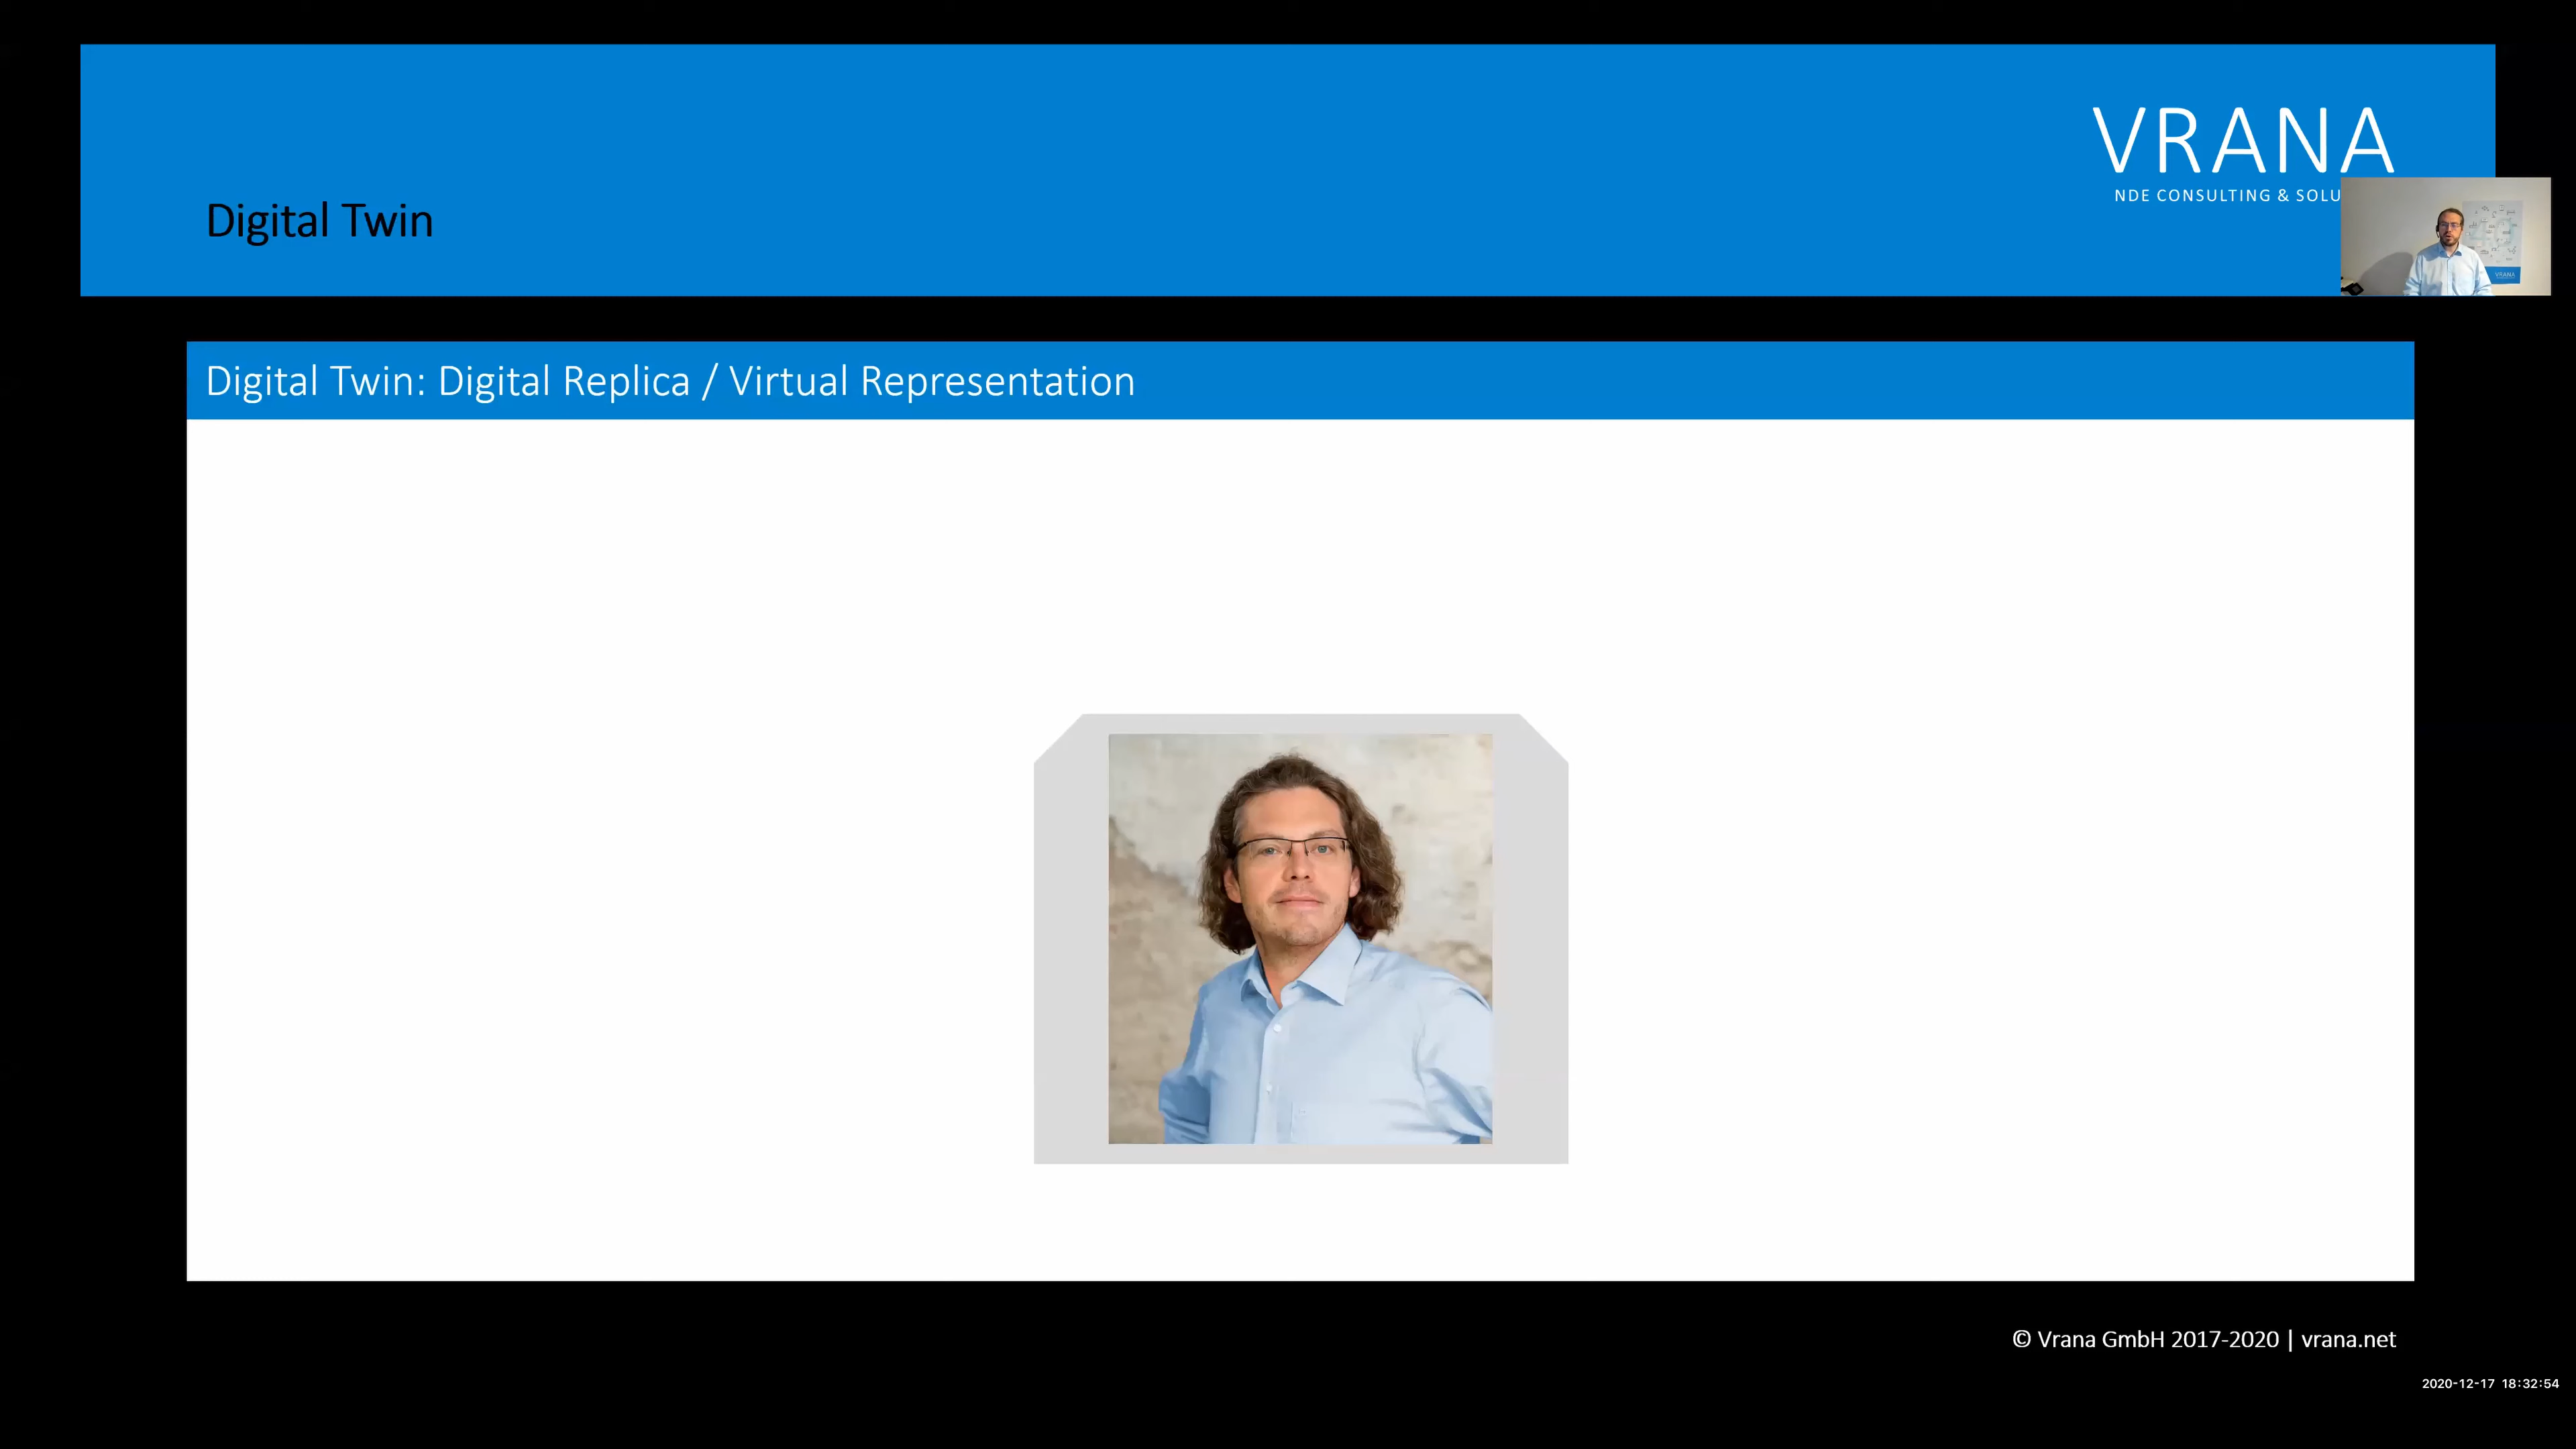 VRANA
NDE CONSULTING & SOLU
Digital Twin
VRANA
Digital Twin: Digital Replica / Virtual Representation
© Vrana GmbH 2017-2020 | vrana.net
2020-12-17 18:32:54